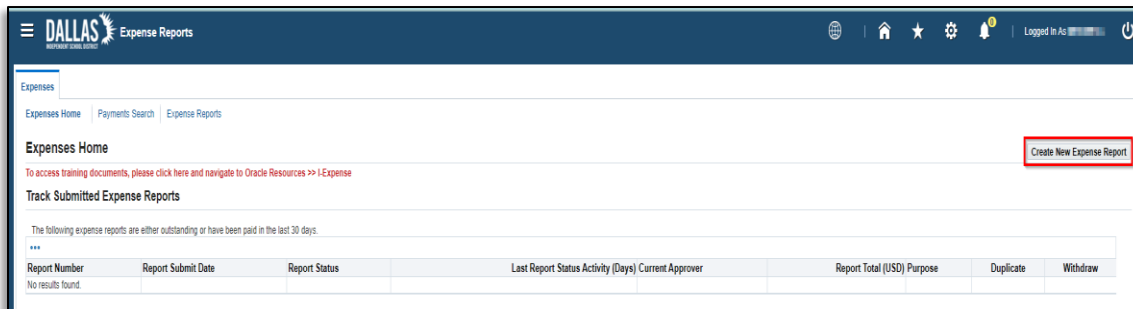 DALLAS Expense Reports 0 Logged In As
INDEPENDENT SCHOOL DISTRICT
Expenses
Expenses Home Payments Search Expense Reports
Expenses Home Create New Expense Report
To access training documents, please click here and navigate to Oracle Resources >> I-Expense
Track Submitted Expense Reports
The following expense reports are either outstanding or have been paid in the last 30 days.
Report Number Report Submit Date Report Status Last Report Status Activity (Days) Current Approver Report Total (USD) Purpose Duplicate Withdraw
No results found.